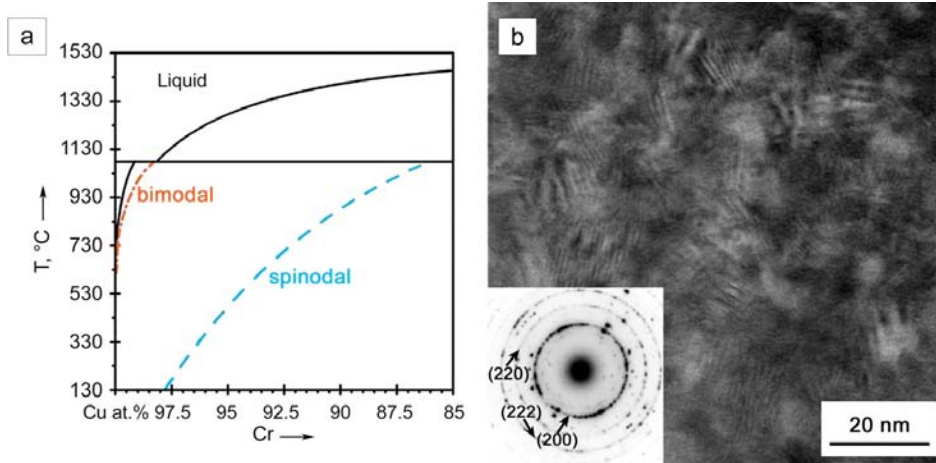 a
T, °C
1530
1330
1130
930
730
530
330
130
Liquid
bimodal
spinodal
Cu at.% 97.5 95 92.5 90 87.5 85
Cr
b
(220)
(222)
(200)
20 nm